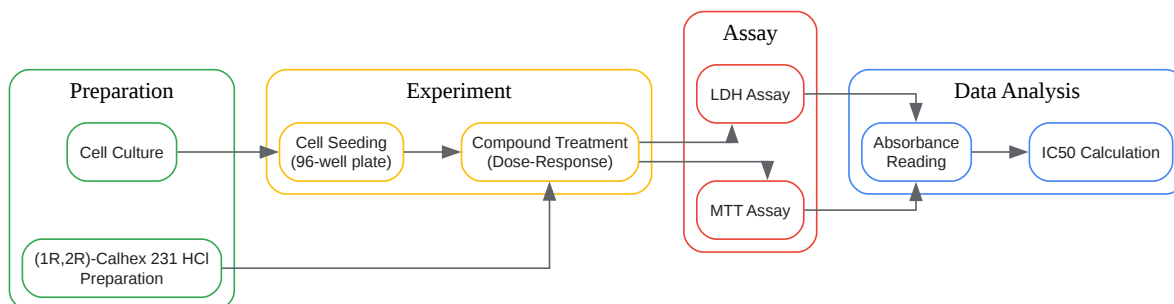 Preparation
Cell Culture
(1R,2R)-Calhex 231 HCl
Preparation
Experiment
Cell Seeding
(96-well plate)
Compound Treatment
(Dose-Response)
Assay
LDH Assay
MTT Assay
Data Analysis
Absorbance
Reading
IC50 Calculation